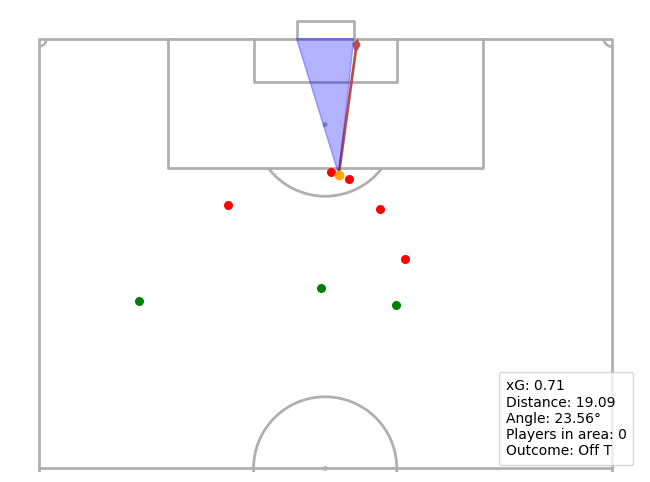 xG: 0.71
Distance: 19.09
Angle: 23.56°
Players in area: 0
Outcome: Off T